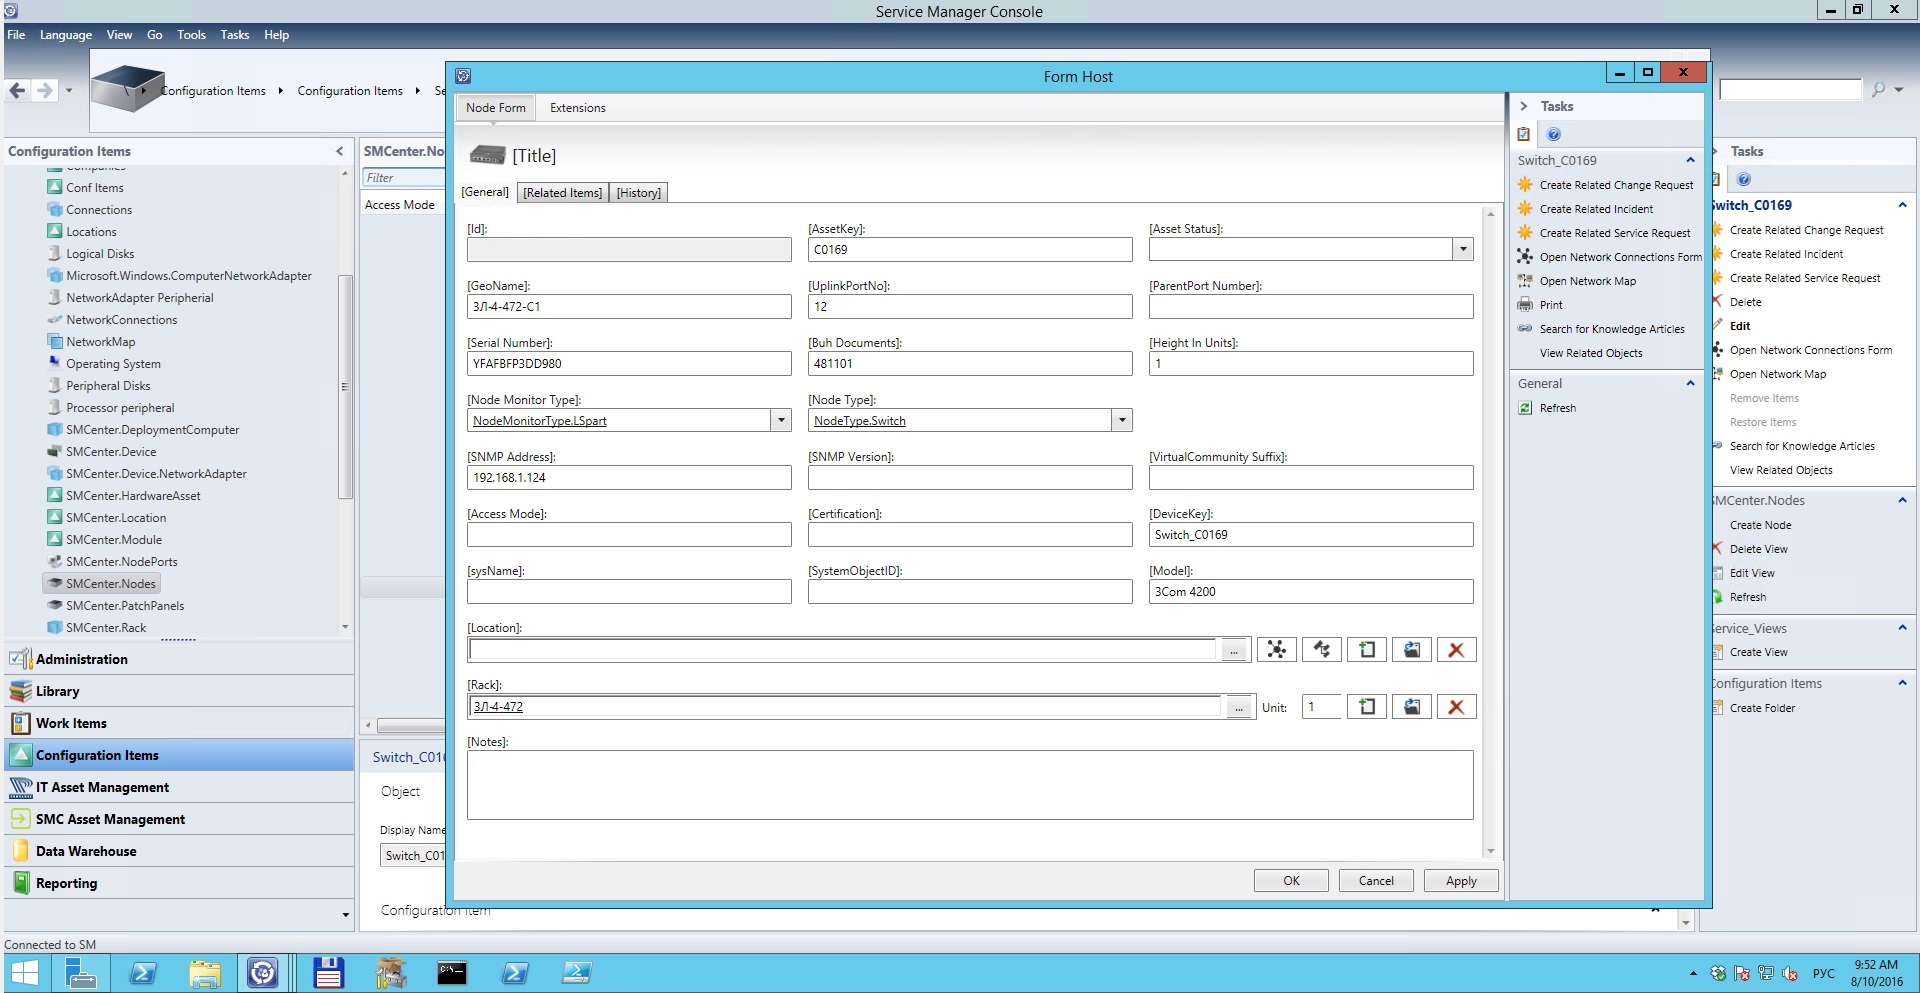 Service Manager Console
File Language View Go Tools Tasks Help
Configuration Items Configuration Items
Configuration Items
Conf Items
Connections
Locations
Logical Disks
Microsoft.Windows.ComputerNetworkAdapter
NetworkAdapter Peripherial
NetworkConnections
NetworkMap
Operating System
Peripheral Disks
Processor peripheral
SMCenter.DeploymentComputer
SMCenter.Device
SMCenter.Device.NetworkAdapter
SMCenter.HardwareAsset
SMCenter.Location
SMCenter.Module
SMCenter.NodePorts
SMCenter.Nodes
SMCenter.PatchPanels
SMCenter.Rack
Administration
Library
Work Items
Configuration Items
IT Asset Management
SMC Asset Management
Data Warehouse
Reporting
Connected to SM
SMCenter.No
Filter
Access Mode
Switch_C016
Object
Display Name
Switch_C01
Configuration Item
Form Host
Node Form Extensions
[Title]
[General] [Related Items] [History]
[Id]: [AssetKey]: [Asset Status]:
C0169
[GeoName]: [UplinkPortNo]: [ParentPort Number]:
ЗЛ-4-472-С1 12
[Serial Number]: [Buh Documents]: [Height In Units]:
YFAFBFP3DD980 481101 1
[Node Monitor Type]: [Node Type]:
NodeMonitorType.LSpart NodeType.Switch
[SNMP Address]: [SNMP Version]: [VirtualCommunity Suffix]:
192.168.1.124
[Access Mode]: [Certification]: [DeviceKey]:
Switch_C0169
[sysName]: [SystemObjectID]: [Model]:
3Com 4200
[Location]:
...
[Rack]:
ЗЛ-4-472 ... Unit: 1
[Notes]:
OK Cancel Apply
Tasks
Switch_C0169
Create Related Change Request
Create Related Incident
Create Related Service Request
Open Network Connections Form
Open Network Map
Print
Search for Knowledge Articles
View Related Objects
General
Refresh
Tasks
Switch_C0169
Create Related Change Request
Create Related Incident
Create Related Service Request
Delete
Edit
Open Network Connections Form
Open Network Map
Remove Items
Restore Items
Search for Knowledge Articles
View Related Objects
SMCenter.Nodes
Create Node
Delete View
Edit View
Refresh
Service_Views
Create View
Configuration Items
Create Folder
РУС 9:52 AM
8/10/2016